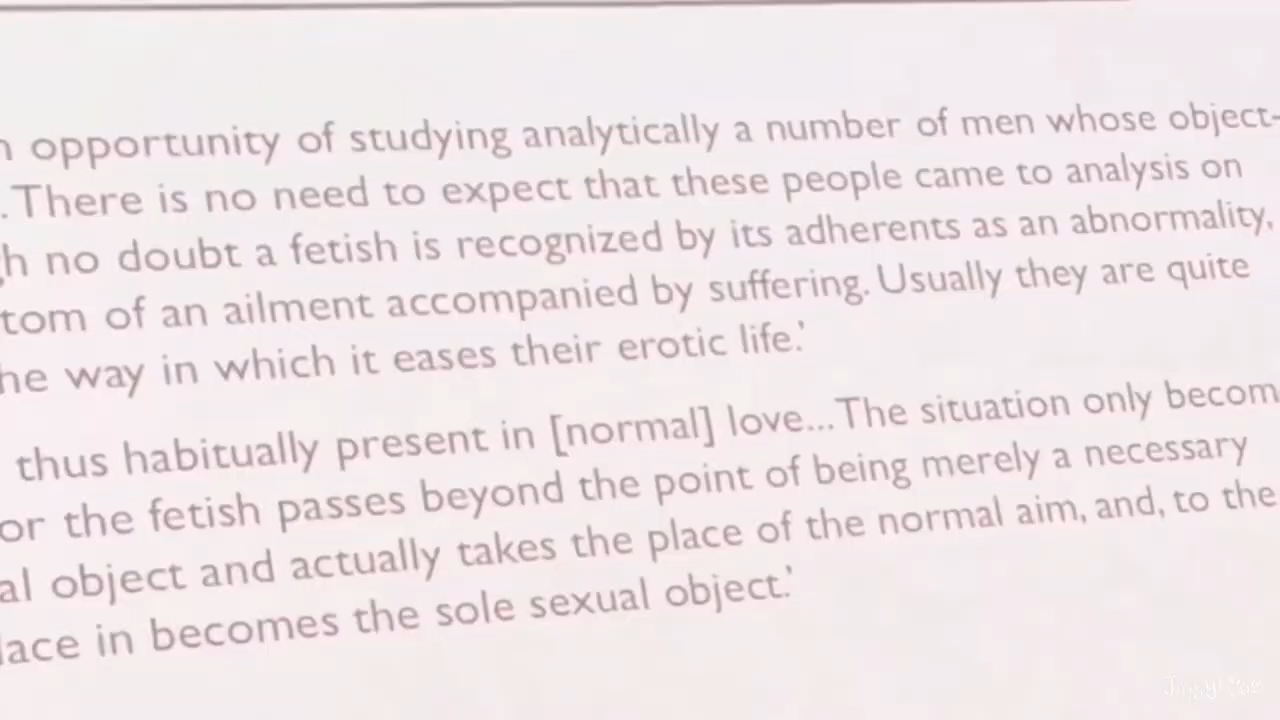 opportunity of studying analytically a number of men whose object-
. There is no need to expect that these people came to analysis on
no doubt a fetish is recognized by its adherents as an abnormality,
tom of an ailment accompanied by suffering. Usually they are quite
he way in which it eases their erotic life.'
thus habitually present in [normal] love...The situation only becom
or the fetish passes beyond the point of being merely a necessary
al object and actually takes the place of the normal aim, and, to the
lace in becomes the sole sexual object.'